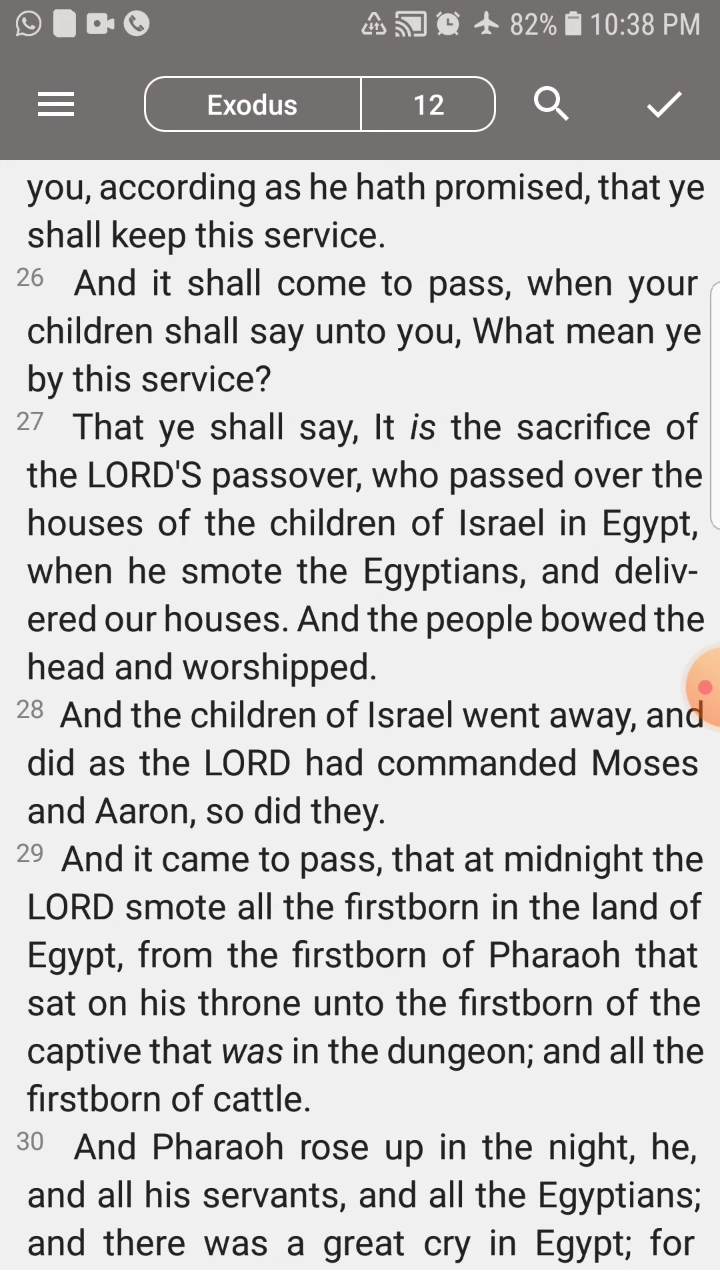 82% 10:38 PM
Exodus 12
you, according as he hath promised, that ye
shall keep this service.
26 And it shall come to pass, when your
children shall say unto you, What mean ye
by this service?
27 That ye shall say, It is the sacrifice of
the LORD'S passover, who passed over the
houses of the children of Israel in Egypt,
when he smote the Egyptians, and deliv-
ered our houses. And the people bowed the
head and worshipped.
28 And the children of Israel went away, and
did as the LORD had commanded Moses
and Aaron, so did they.
29 And it came to pass, that at midnight the
LORD smote all the firstborn in the land of
Egypt, from the firstborn of Pharaoh that
sat on his throne unto the firstborn of the
captive that was in the dungeon; and all the
firstborn of cattle.
30 And Pharaoh rose up in the night, he,
and all his servants, and all the Egyptians;
and there was a great cry in Egypt; for